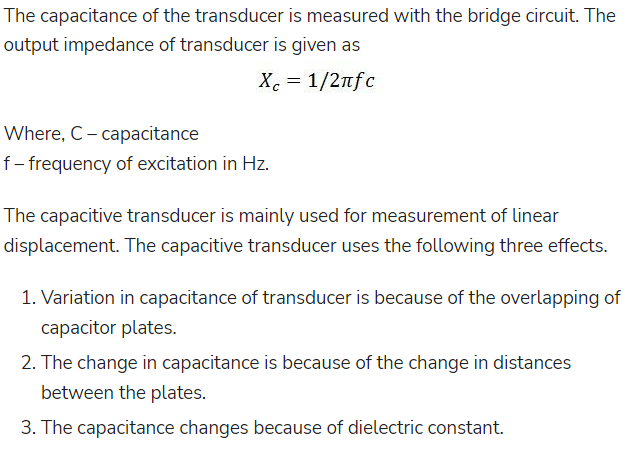 The capacitance of the transducer is measured with the bridge circuit. The
output impedance of transducer is given as
X_c = 1/2πfc
Where, C – capacitance
f – frequency of excitation in Hz.
The capacitive transducer is mainly used for measurement of linear
displacement. The capacitive transducer uses the following three effects.
1. Variation in capacitance of transducer is because of the overlapping of
capacitor plates.
2. The change in capacitance is because of the change in distances
between the plates.
3. The capacitance changes because of dielectric constant.